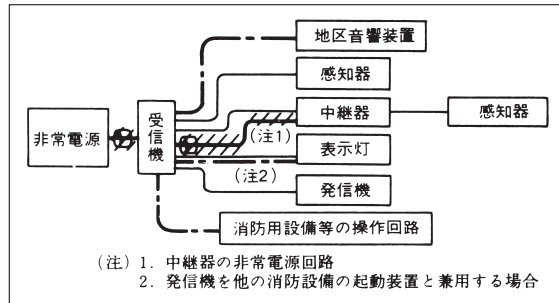 地区音響装置
感知器
非常電源
受信機
中継器
感知器
(注1)
表示灯
(注2)
発信機
消防用設備等の操作回路
(注) 1. 中継器の非常電源回路
2. 発信機を他の消防設備の起動装置と兼用する場合